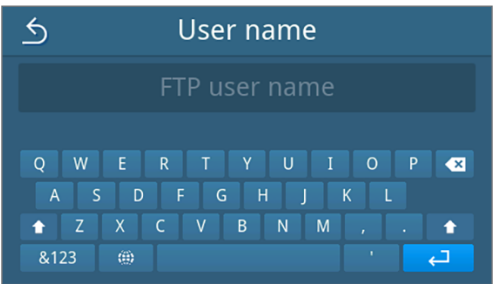 User name
FTP user name
Q W E R T Y U I O P
A S D F G H J K L
Z X C V B N M , .
&123 '